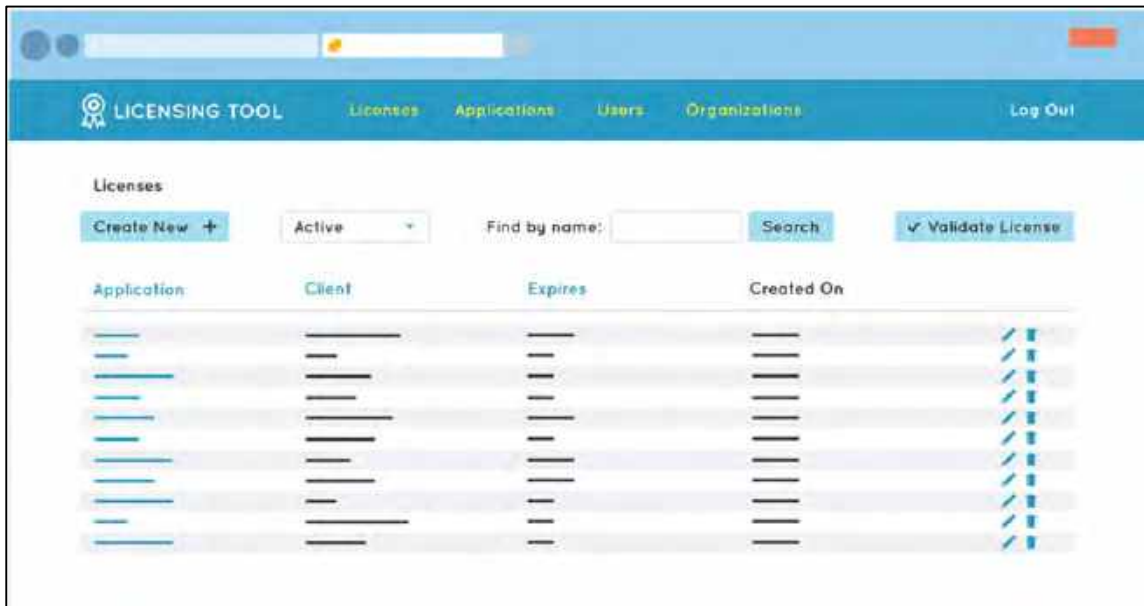 LICENSING TOOL Licenses Applications Users Organizations Log Out
Licenses
Create New + Active Find by name: Search ✓ Validate License
Application Client Expires Created On